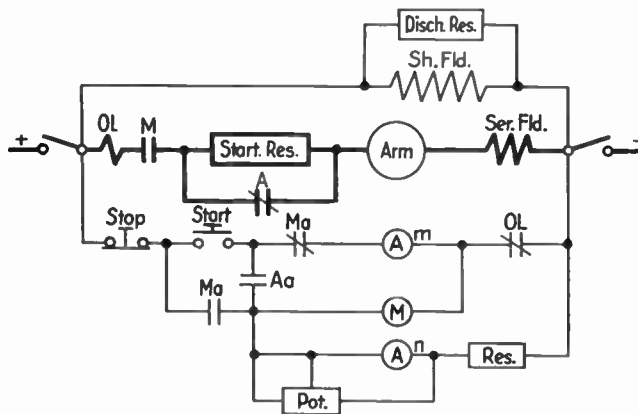 Disch. Res.
Sh. Fld.
+ OL M Start. Res. Arm Ser. Fld. -
A
Stop Start Ma A m OL
Aa
Ma M
A n Res.
Pot.